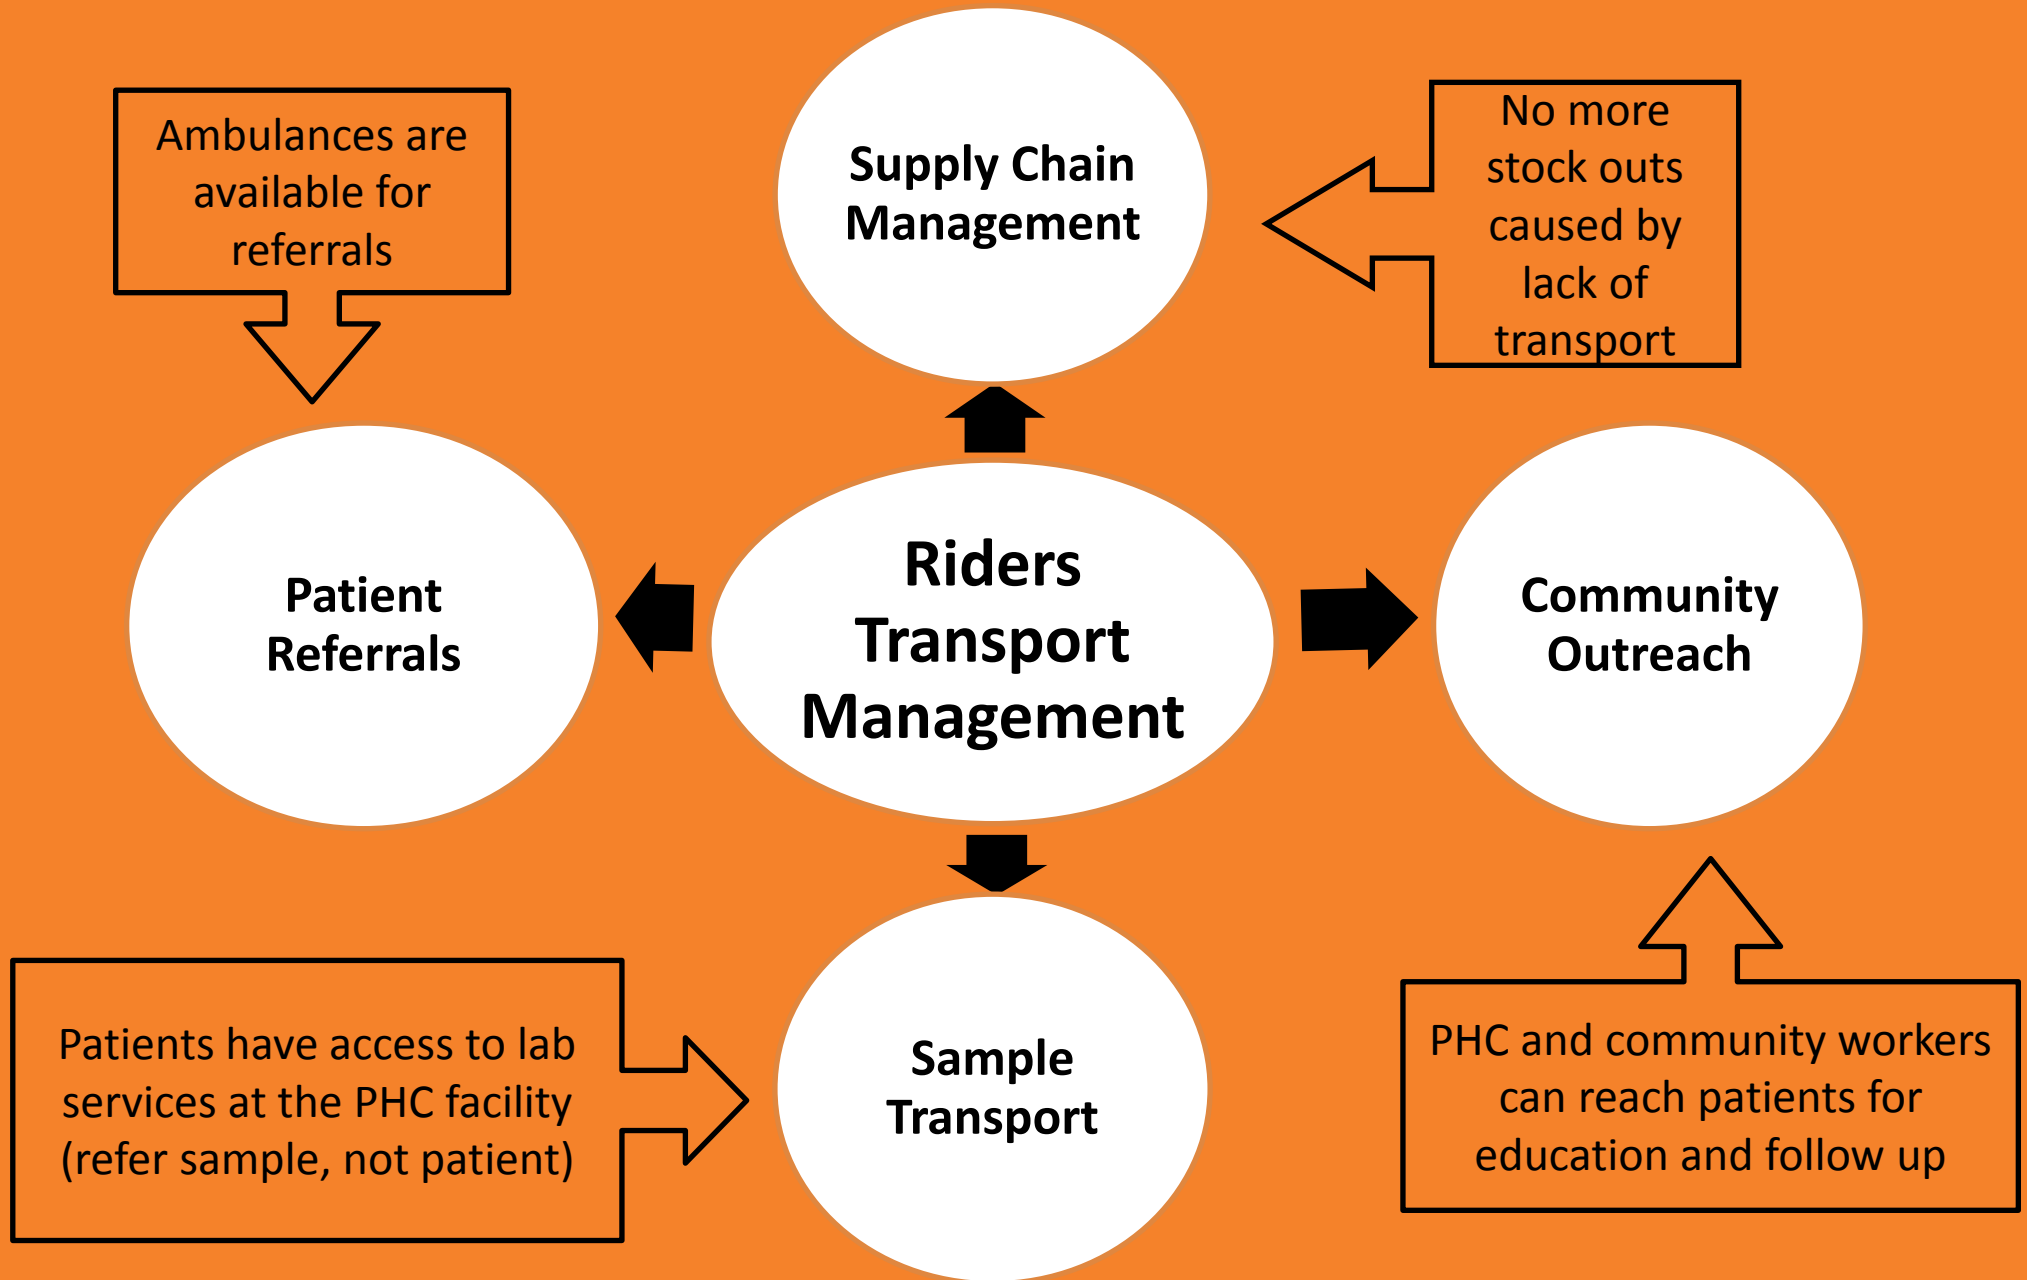 Supply Chain
Management
Ambulances are
available for
referrals
No more
stock outs
caused by
lack of
transport
Patient
Referrals
Riders
Transport
Management
Community
Outreach
Patients have access to lab
services at the PHC facility
(refer sample, not patient)
Sample
Transport
PHC and community workers
can reach patients for
education and follow up